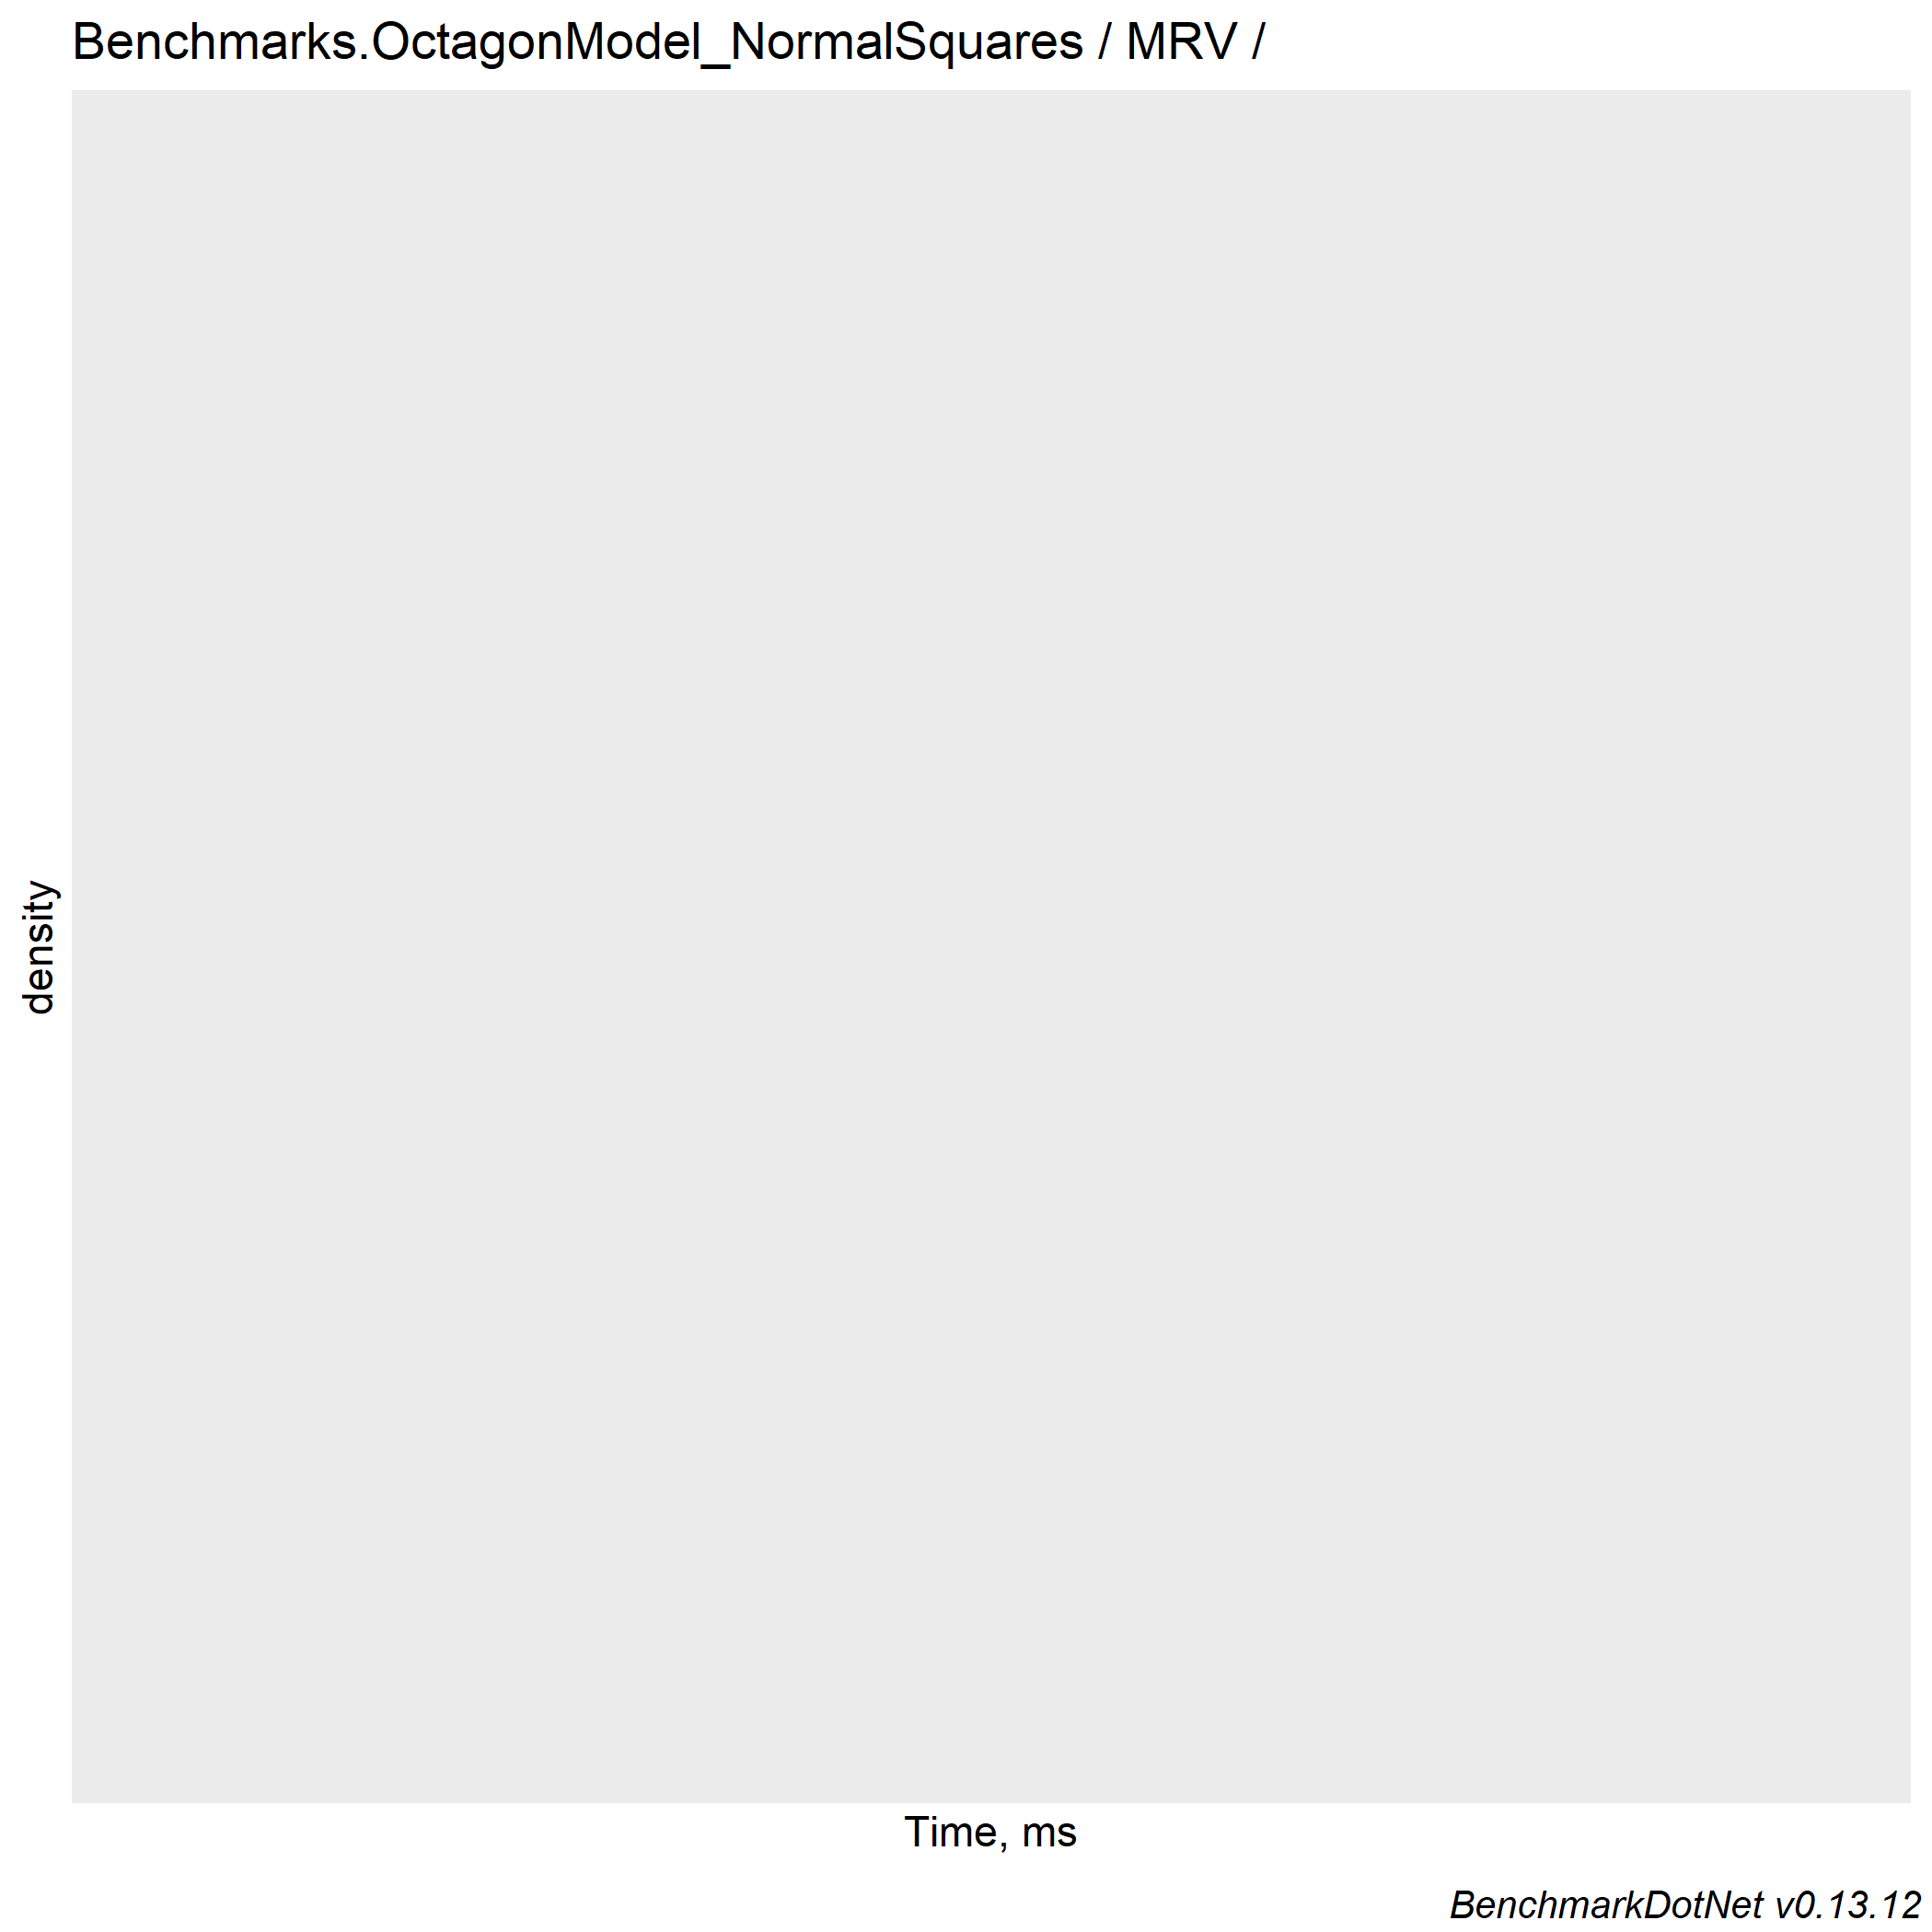 Benchmarks.OctagonModel_NormalSquares / MRV /
density
Time, ms
BenchmarkDotNet v0.13.12